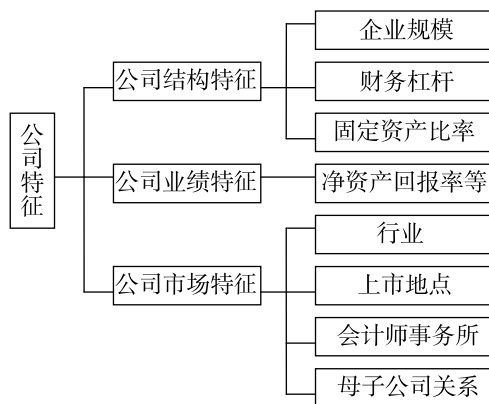 公司特征
公司结构特征
企业规模
财务杠杆
固定资产比率
公司业绩特征
净资产回报率等
公司市场特征
行业
上市地点
会计师事务所
母子公司关系